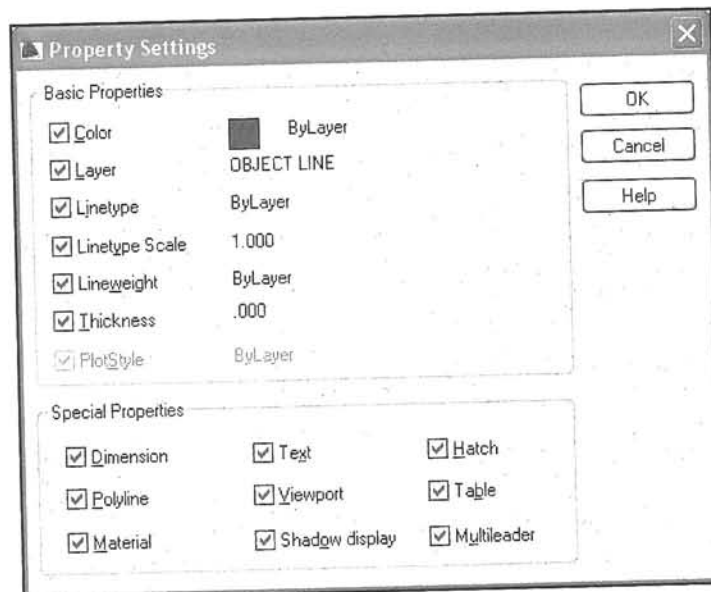 Property Settings
Basic Properties
OK
Color ByLayer
Cancel
Layer OBJECT LINE
Help
Linetype ByLayer
Linetype Scale 1.000
Lineweight ByLayer
Thickness .000
PlotStyle ByLayer
Special Properties
Dimension Text Hatch
Polyline Viewport Table
Material Shadow display Multileader